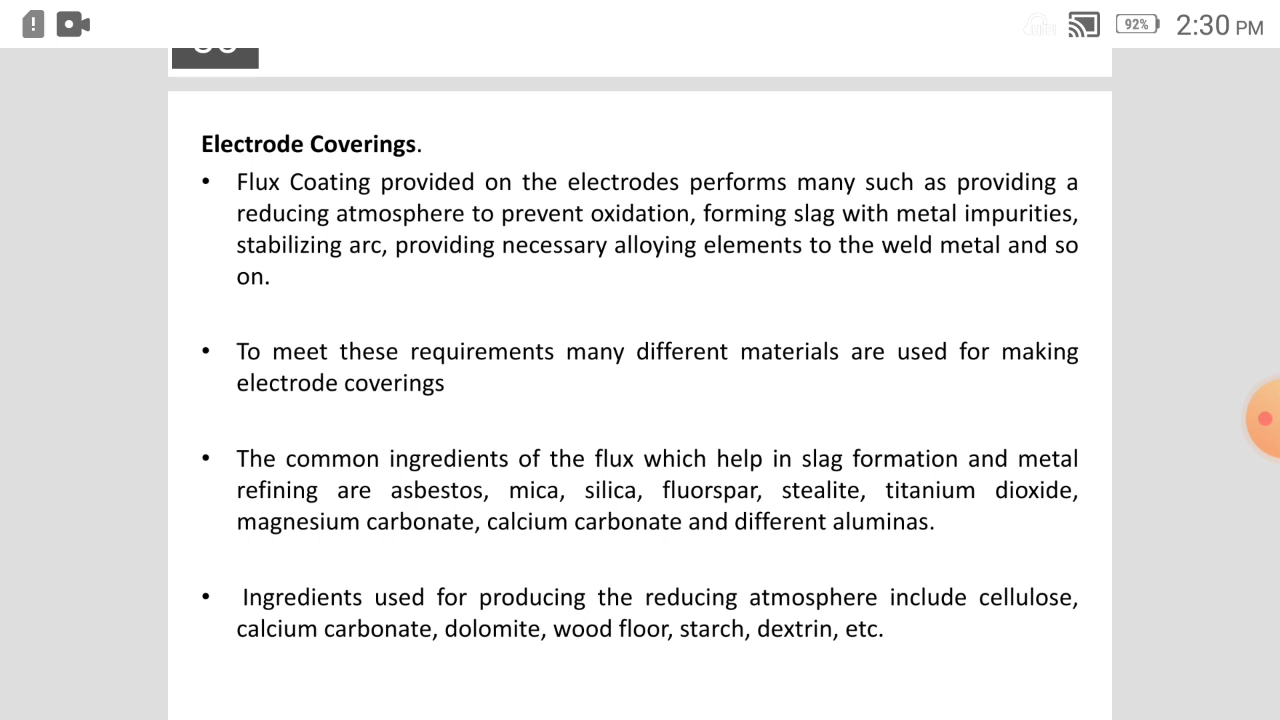 92%
2:30 PM
Electrode Coverings.
• Flux Coating provided on the electrodes performs many such as providing a
reducing atmosphere to prevent oxidation, forming slag with metal impurities,
stabilizing arc, providing necessary alloying elements to the weld metal and so
on.
• To meet these requirements many different materials are used for making
electrode coverings
• The common ingredients of the flux which help in slag formation and metal
refining are asbestos, mica, silica, fluorspar, stealite, titanium dioxide,
magnesium carbonate, calcium carbonate and different aluminas.
• Ingredients used for producing the reducing atmosphere include cellulose,
calcium carbonate, dolomite, wood floor, starch, dextrin, etc.